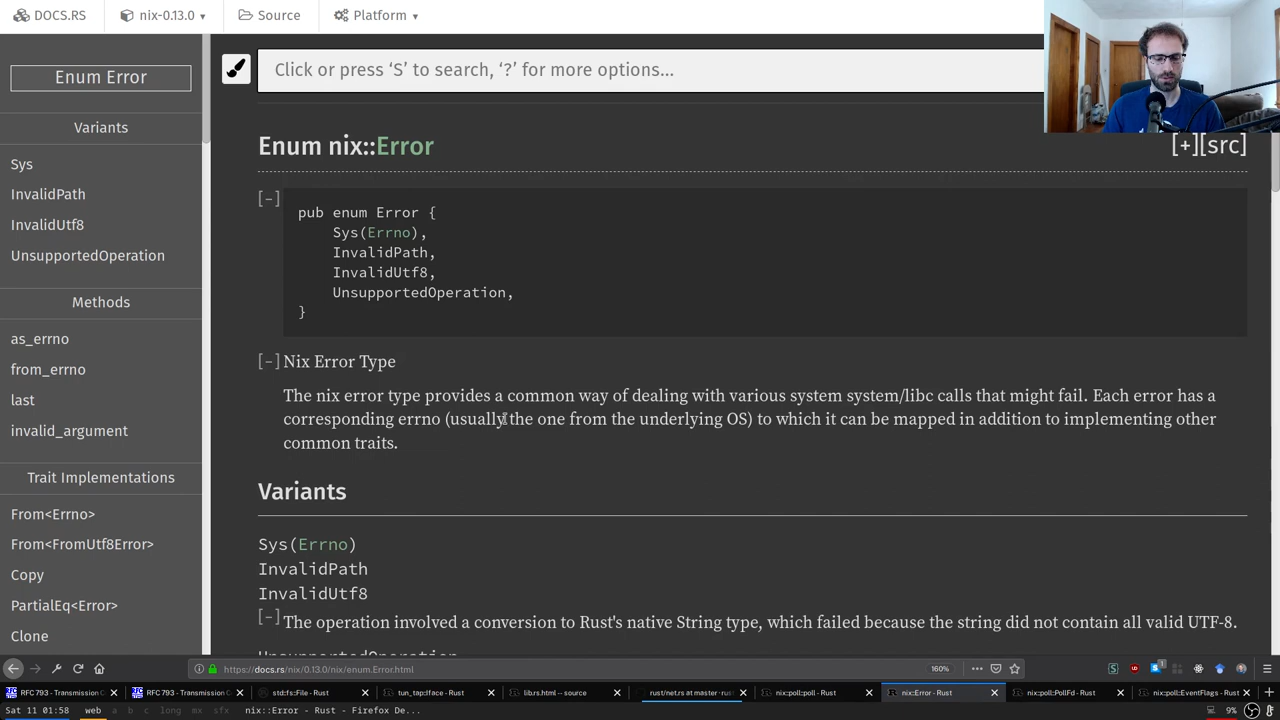 DOCS.RS
nix-0.13.0
Source
Platform
Enum Error
Click or press ‘S’ to search, ‘?’ for more options...
Variants
Sys
InvalidPath
InvalidUtf8
UnsupportedOperation
Methods
as_errno
from_errno
last
invalid_argument
Trait Implementations
From<Errno>
From<FromUtf8Error>
Copy
PartialEq<Error>
Clone
Enum nix::Error
[+][src]
[-]
pub enum Error {
Sys(Errno),
InvalidPath,
InvalidUtf8,
UnsupportedOperation,
}
[-] Nix Error Type
The nix error type provides a common way of dealing with various system system/libc calls that might fail. Each error has a
corresponding errno (usually the one from the underlying OS) to which it can be mapped in addition to implementing other
common traits.
Variants
Sys(Errno)
InvalidPath
InvalidUtf8
[-] The operation involved a conversion to Rust's native String type, which failed because the string did not contain all valid UTF-8.
UnsupportedOperation
https://docs.rs/nix/0.13.0/nix/enum.Error.html
160%
RFC 793 - Transmission C
RFC 793 - Transmission C
std::fs::File - Rust
tun_tap::Iface - Rust
lib.rs.html -- source
rust/net.rs at master · rust
nix::poll::poll - Rust
nix::Error - Rust
nix::poll::PollFd - Rust
nix::poll::EventFlags - Rust
Sat 11 01:58
web
a b c long mx sfx
nix::Error - Rust - Firefox De...
9%